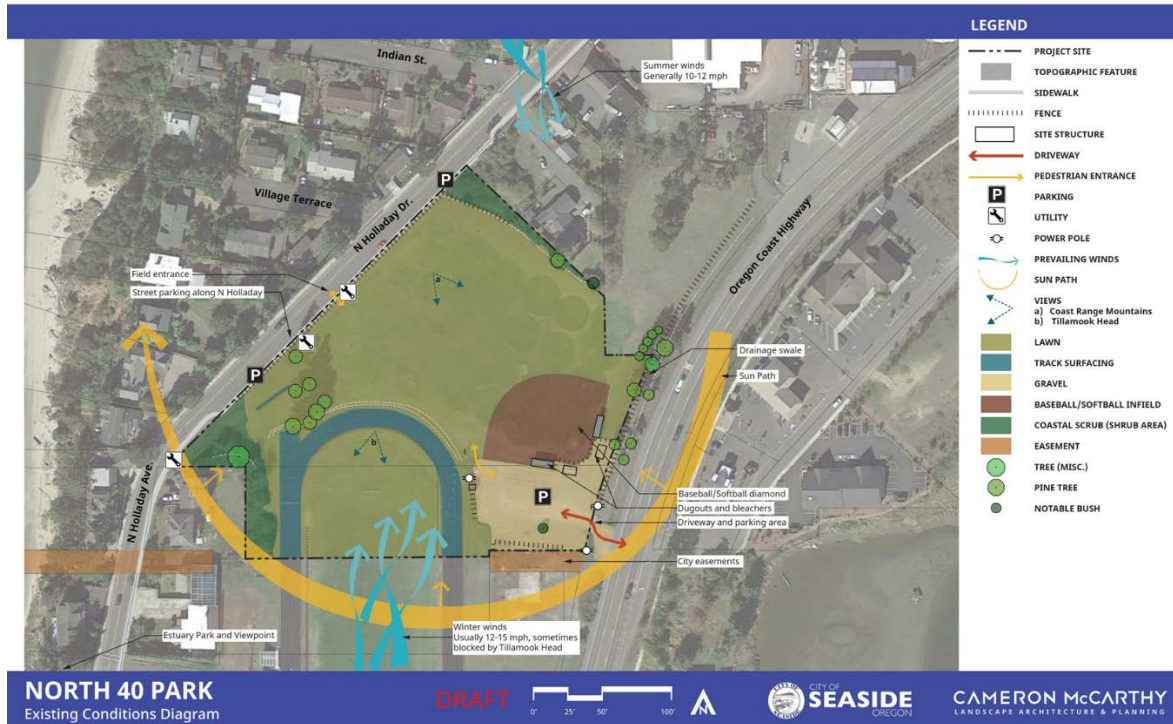 LEGEND
PROJECT SITE
TOPOGRAPHIC FEATURE
SIDEWALK
FENCE
SITE STRUCTURE
DRIVEWAY
PEDESTRIAN ENTRANCE
P
PARKING
UTILITY
POWER POLE
PREVAILING WINDS
SUN PATH
VIEWS
a) Coast Range Mountains
b) Tillamook Head
LAWN
TRACK SURFACING
GRAVEL
BASEBALL/SOFTBALL INFIELD
COASTAL SCRUB (SHRUB AREA)
EASEMENT
TREE (MISC.)
PINE TREE
NOTABLE BUSH
Indian St.
Summer winds
Generally 10-12 mph
P
Village Terrace
N Holladay Dr.
Oregon Coast Highway
Field entrance
Street parking along N Holladay
a
Drainage swale
Sun Path
P
b
N Holladay Ave.
P
Baseball/Softball diamond
Dugouts and bleachers
Driveway and parking area
City easements
Winter winds
Usually 12-15 mph, sometimes
blocked by Tillamook Head
Estuary Park and Viewpoint
NORTH 40 PARK
Existing Conditions Diagram
DRAFT
0' 25' 50' 100'
N
CITY OF
SEASIDE
OREGON
CAMERON McCARTHY
LANDSCAPE ARCHITECTURE & PLANNING